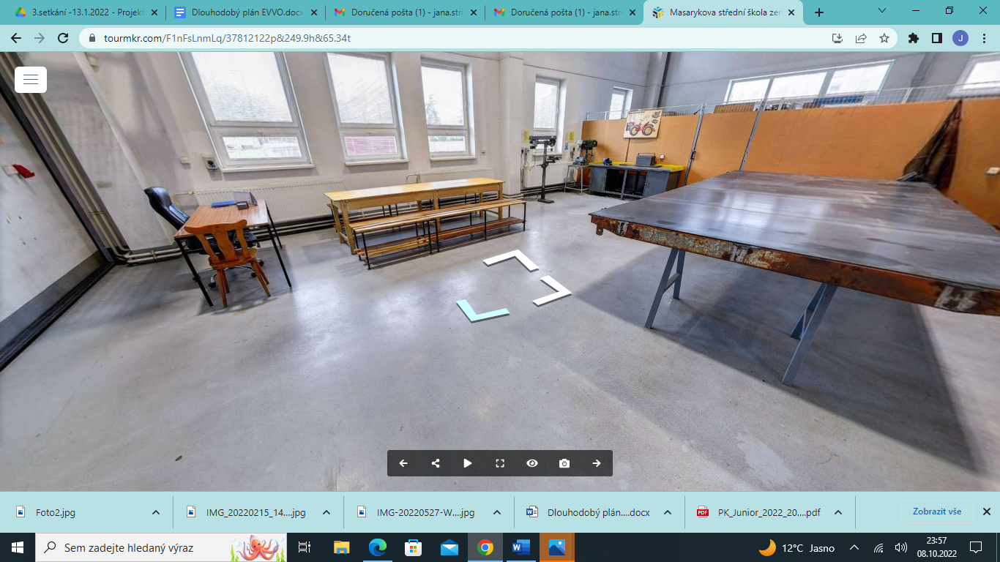 3.setkání -13.1.2022 - Projekt
Dlouhodobý plán EVVO.docx
Doručená pošta (1) - jana.stri
Doručená pošta (1) - jana.stri
Masarykova střední škola zem
tourmkr.com/F1nFsLnmLq/37812122p&249.9h&65.34t
J
Foto2.jpg
IMG_20220215_14....jpg
IMG-20220527-W....jpg
Dlouhodobý plán....docx
PK_Junior_2022_20....pdf
Zobrazit vše
Sem zadejte hledaný výraz
12°C Jasno
23:57
08.10.2022